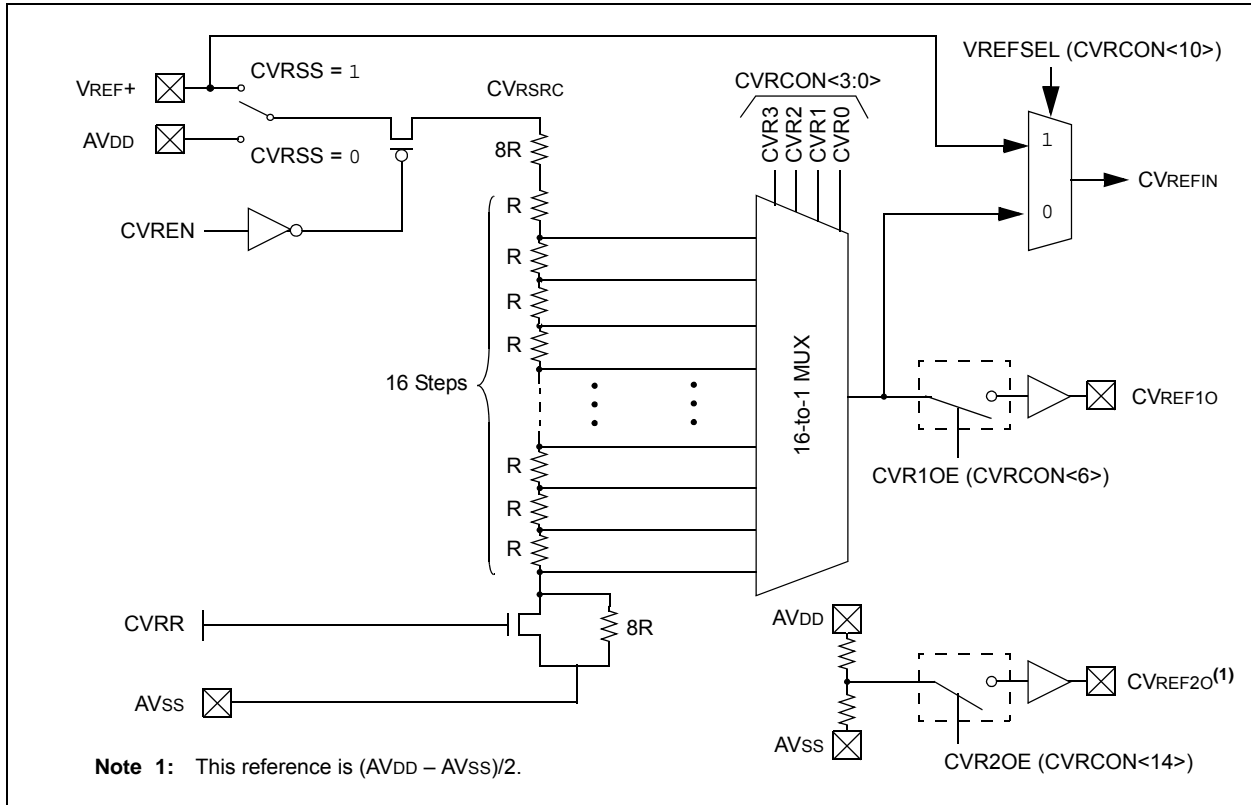 VREF+
CVRSS = 1
AVDD
CVRSS = 0
CVREN
CVRSRC
8R
R
R
R
R
16 Steps
R
R
R
CVRR
8R
AVSS
CVRCON<3:0>
CVR3
CVR2
CVR1
CVR0
16-to-1 MUX
VREFSEL (CVRCON<10>)
1
0
CVREFIN
CVREF1O
CVR1OE (CVRCON<6>)
AVDD
CVREF2O(1)
AVSS
CVR2OE (CVRCON<14>)
Note 1: This reference is (AVDD – AVSS)/2.